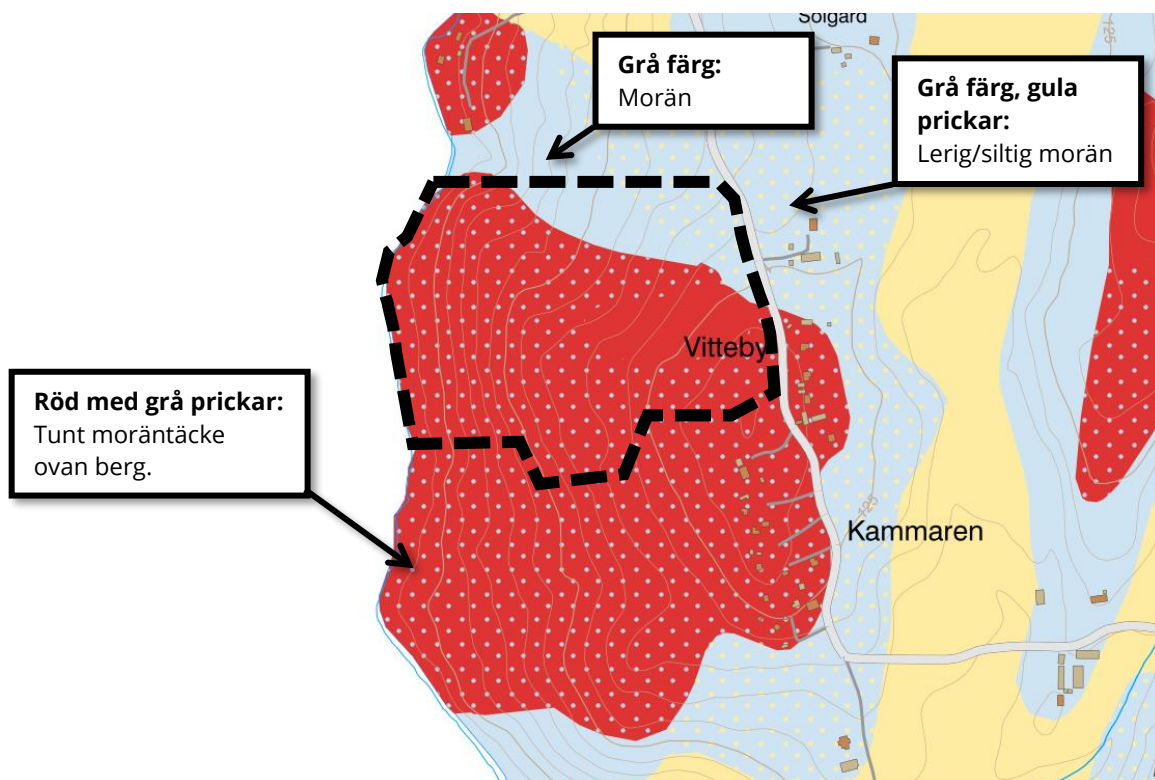 Solgård
Grå färg:
Morän
Grå färg, gula
prickar:
Lerig/siltig morän
125
Vitteby
Röd med grå prickar:
Tunt moräntäcke
ovan berg.
125
Kammaren